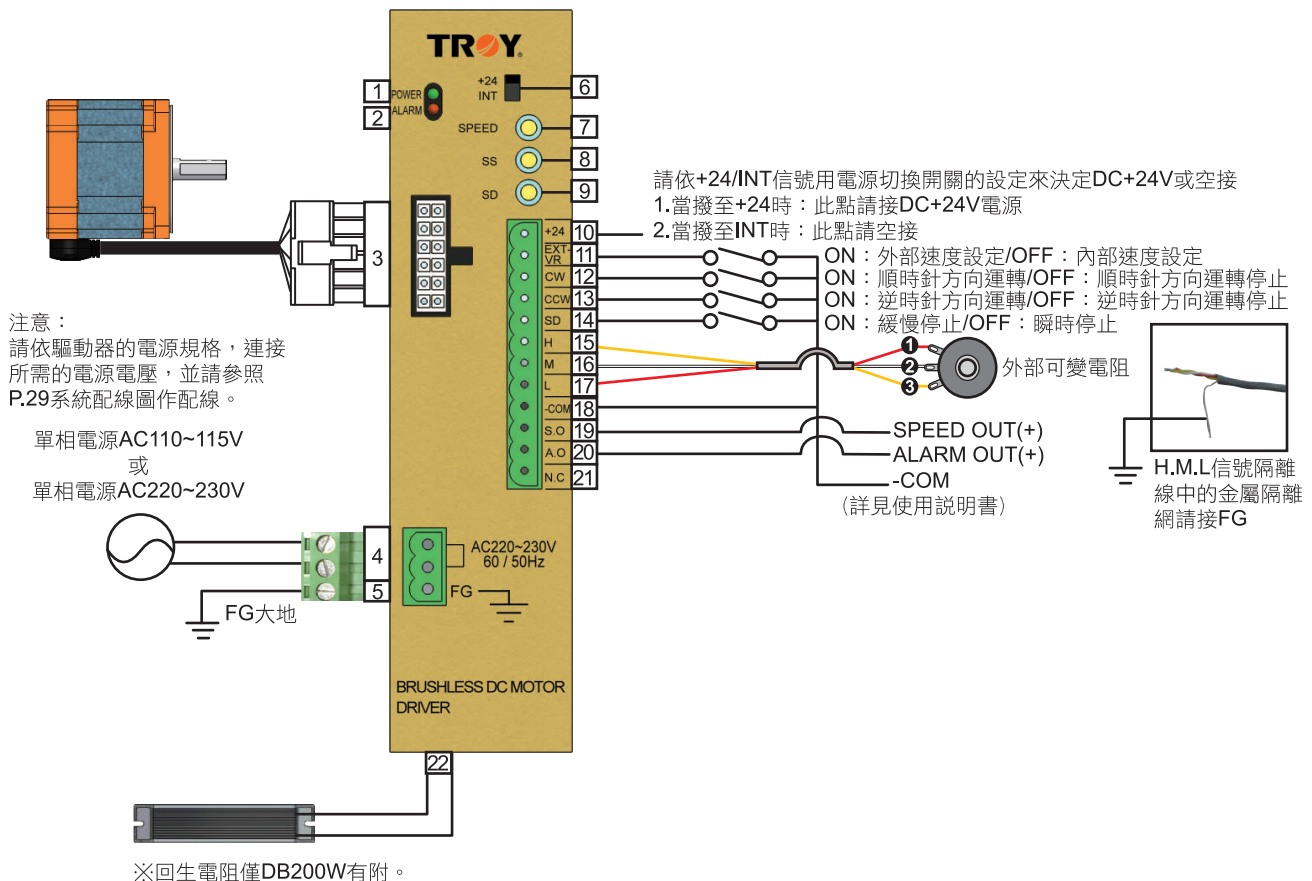 TROY®
1
POWER
2
ALARM
+24
INT
6
SPEED
7
SS
8
SD
9
3
請依+24/INT信號用電源切換開關的設定來決定DC+24V或空接
1.當撥至+24時：此點請接DC+24V電源
2.當撥至INT時：此點請空接
+24
10
EXT-
VR
11
ON：外部速度設定/OFF：內部速度設定
CW
12
ON：順時針方向運轉/OFF：順時針方向運轉停止
CCW
13
ON：逆時針方向運轉/OFF：逆時針方向運轉停止
SD
14
ON：緩慢停止/OFF：瞬時停止
H
15
M
16
L
17
1
2
3
外部可變電阻
-COM
18
S.O
19
SPEED OUT(+)
A.O
20
ALARM OUT(+)
N.C
21
-COM
(詳見使用說明書)
H.M.L信號隔離
線中的金屬隔離
網請接FG
注意：
請依驅動器的電源規格，連接
所需的電源電壓，並請參照
P.29系統配線圖作配線。
單相電源AC110~115V
或
單相電源AC220~230V
4
AC220~230V
60 / 50Hz
5
FG
FG大地
BRUSHLESS DC MOTOR
DRIVER
22
※回生電阻僅DB200W有附。